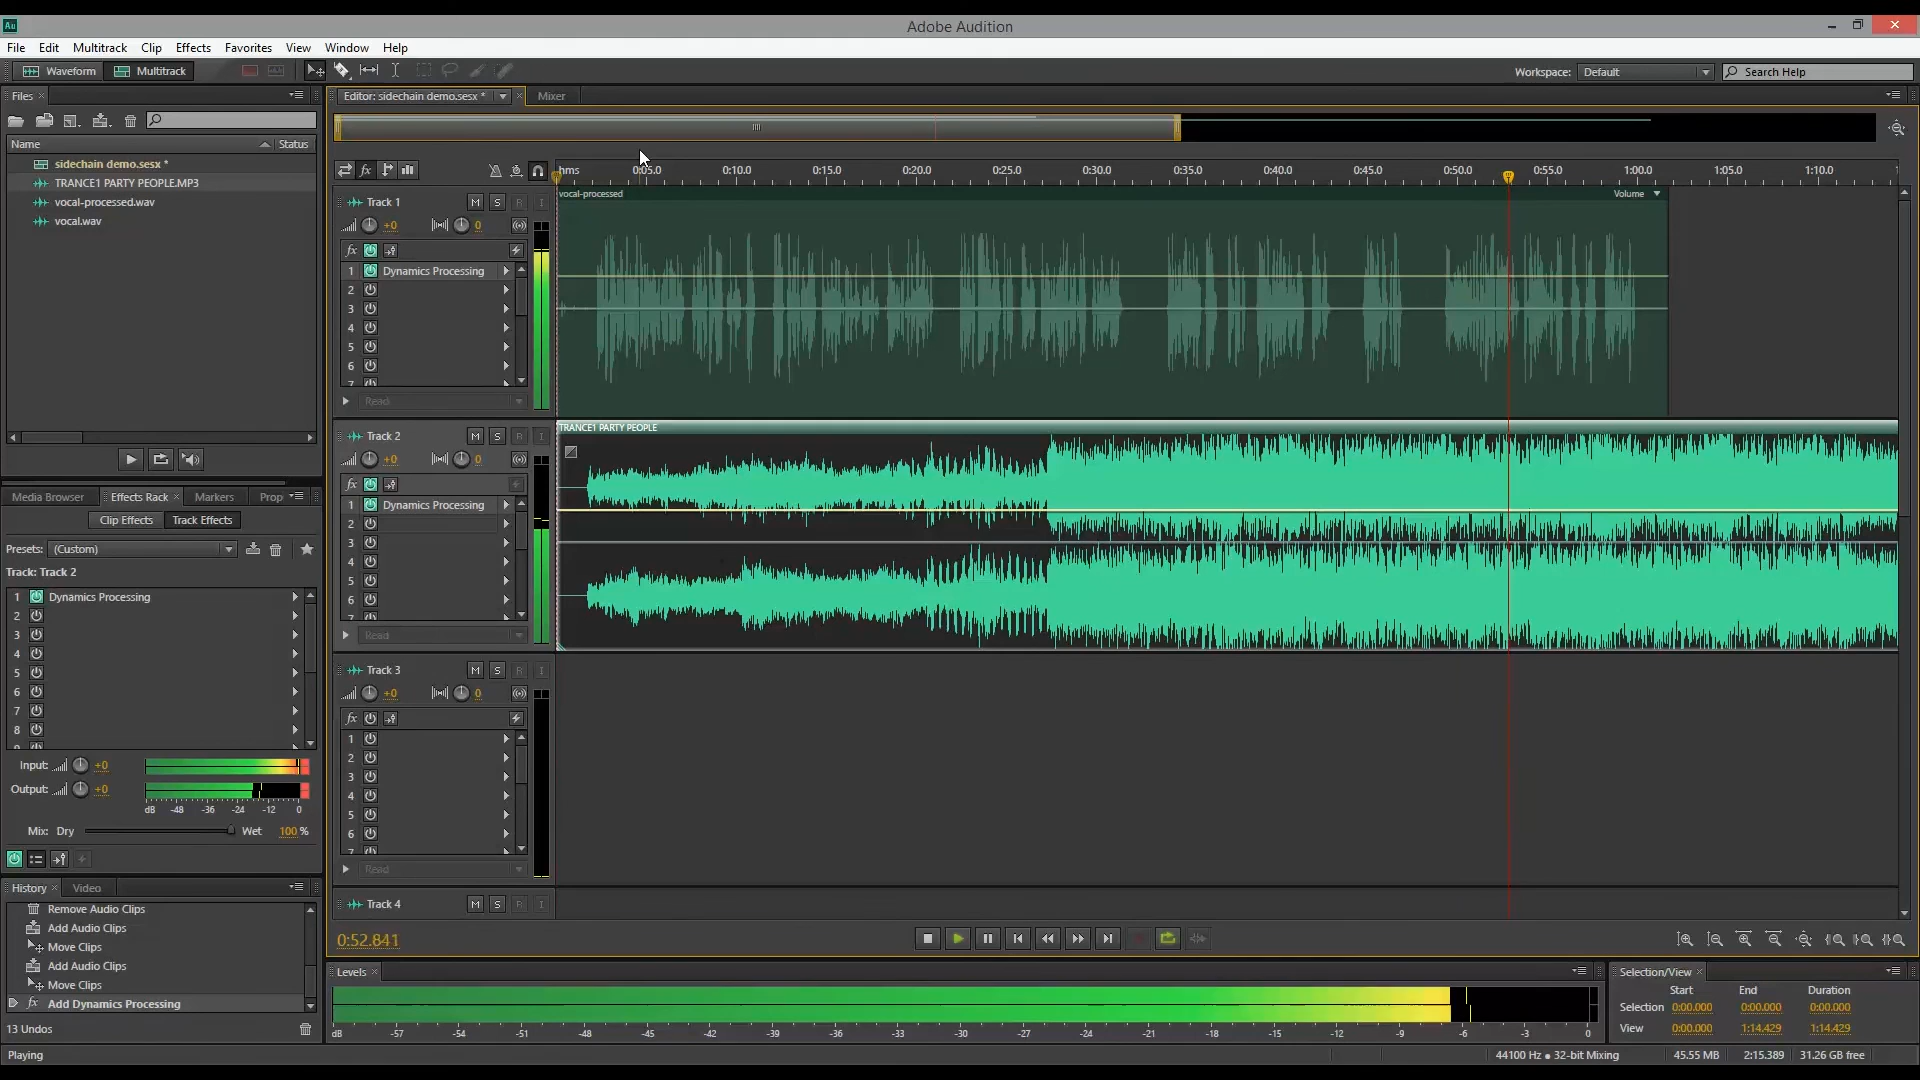 Au
Adobe Audition
File Edit Multitrack Clip Effects Favorites View Window Help
Waveform Multitrack
Workspace: Default Search Help
Files
Name Status
sidechain demo.sesx *
TRANCE1 PARTY PEOPLE.MP3
vocal-processed.wav
vocal.wav
Media Browser Effects Rack Markers Prop
Clip Effects Track Effects
Presets: (Custom)
Track: Track 2
1 Dynamics Processing
2
3
4
5
6
7
8
Input: +0
Output: +0
dB -48 -36 -24 -12 0
Mix: Dry Wet 100 %
History Video
Remove Audio Clips
Add Audio Clips
Move Clips
Add Audio Clips
Move Clips
fx Add Dynamics Processing
13 Undos
Playing
Editor: sidechain demo.sesx * Mixer
fx
hms 0:05.0 0:10.0 0:15.0 0:20.0 0:25.0 0:30.0 0:35.0 0:40.0 0:45.0 0:50.0 0:55.0 1:00.0 1:05.0 1:10.0
Track 1 M S R I
+0 0
fx
1 Dynamics Processing
2
3
4
5
6
7
Read
vocal-processed Volume
Track 2 M S R I
+0 0
fx
1 Dynamics Processing
2
3
4
5
6
7
Read
TRANCE1 PARTY PEOPLE
Track 3 M S R I
+0 0
fx
1
2
3
4
5
6
7
Read
Track 4 M S R I
0:52.841
Levels
dB -57 -54 -51 -48 -45 -42 -39 -36 -33 -30 -27 -24 -21 -18 -15 -12 -9 -6 -3 0
Selection/View
Start End Duration
Selection 0:00.000 0:00.000 0:00.000
View 0:00.000 1:14.429 1:14.429
44100 Hz ● 32-bit Mixing 45.55 MB 2:15.389 31.26 GB free